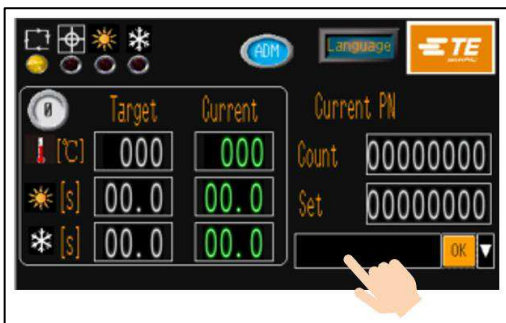 ADM
Language
TE
0
Target Current
[℃] 000 000
[s] 00.0 00.0
[s] 00.0 00.0
Current PN
Count 00000000
Set 00000000
OK